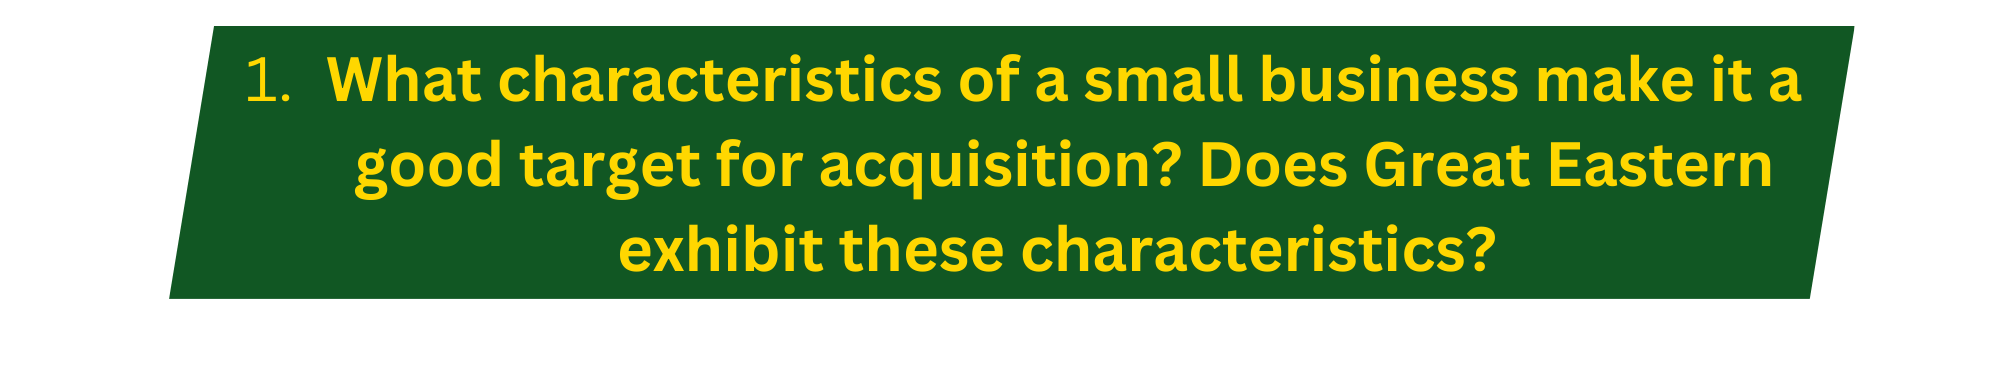 1. What characteristics of a small business make it a
good target for acquisition? Does Great Eastern
exhibit these characteristics?